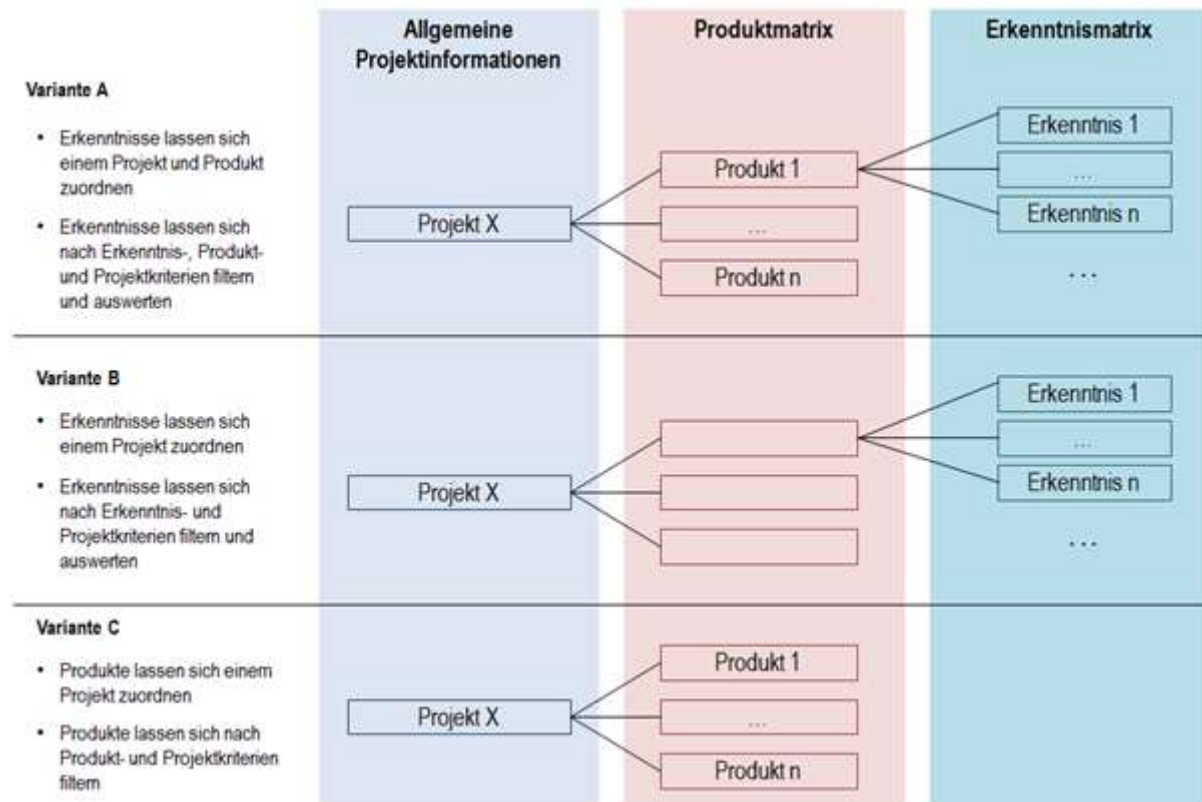 Allgemeine
Projektinformationen
Produktmatrix
Erkenntnismatrix
Variante A
• Erkenntnisse lassen sich
einem Projekt und Produkt
zuordnen
• Erkenntnisse lassen sich
nach Erkenntnis-, Produkt-
und Projektkriterien filtern
und auswerten
Projekt X
Produkt 1
...
Produkt n
Erkenntnis 1
...
Erkenntnis n
...
Variante B
• Erkenntnisse lassen sich
einem Projekt zuordnen
• Erkenntnisse lassen sich
nach Erkenntnis- und
Projektkriterien filtern und
auswerten
Projekt X
Erkenntnis 1
...
Erkenntnis n
...
Variante C
• Produkte lassen sich einem
Projekt zuordnen
• Produkte lassen sich nach
Produkt- und Projektkriterien
filtern
Projekt X
Produkt 1
...
Produkt n